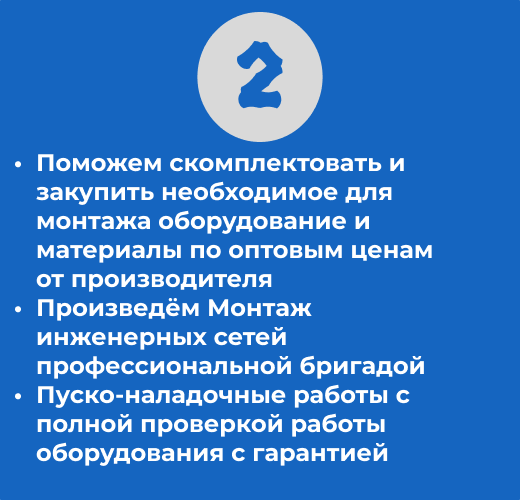 2
• Поможем скомплектовать и
закупить необходимое для
монтажа оборудование и
материалы по оптовым ценам
от производителя
• Произведём Монтаж
инженерных сетей
профессиональной бригадой
• Пуско-наладочные работы с
полной проверкой работы
оборудования с гарантией